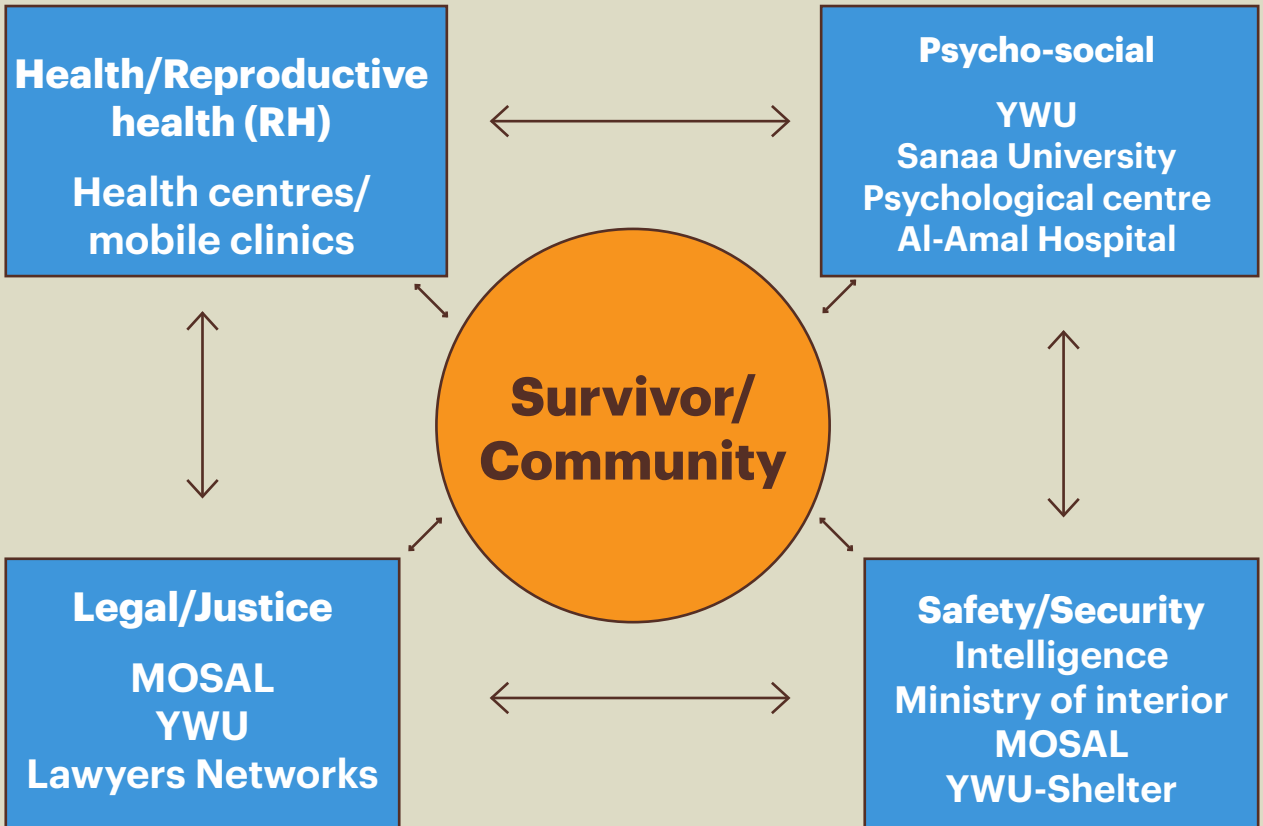 Health/Reproductive
health (RH)
Health centres/
mobile clinics
Psycho-social
YWU
Sanaa University
Psychological centre
Al-Amal Hospital
Survivor/
Community
Legal/Justice
MOSAL
YWU
Lawyers Networks
Safety/Security
Intelligence
Ministry of interior
MOSAL
YWU-Shelter